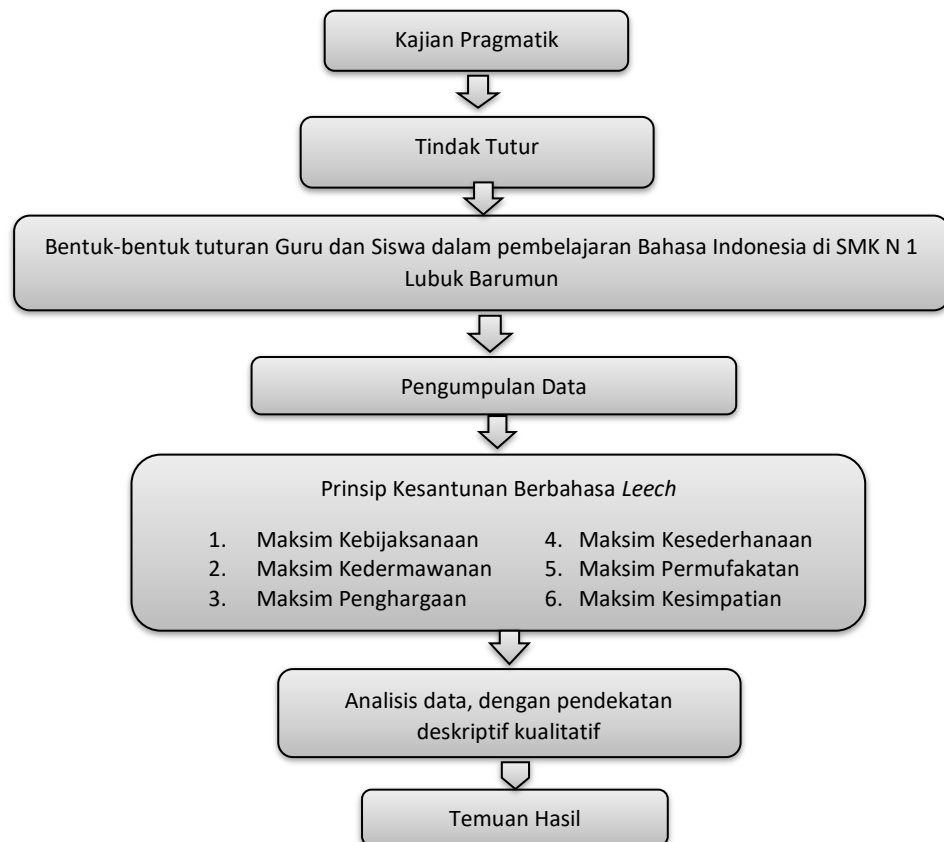 Kajian Pragmatik
Tindak Tutur
Bentuk-bentuk tuturan Guru dan Siswa dalam pembelajaran Bahasa Indonesia di SMK N 1
Lubuk Barumun
Pengumpulan Data
Prinsip Kesantunan Berbahasa Leech
1. Maksim Kebijaksanaan
2. Maksim Kedermawanan
3. Maksim Penghargaan
4. Maksim Kesederhanaan
5. Maksim Permufakatan
6. Maksim Kesimpatian
Analisis data, dengan pendekatan
deskriptif kualitatif
Temuan Hasil